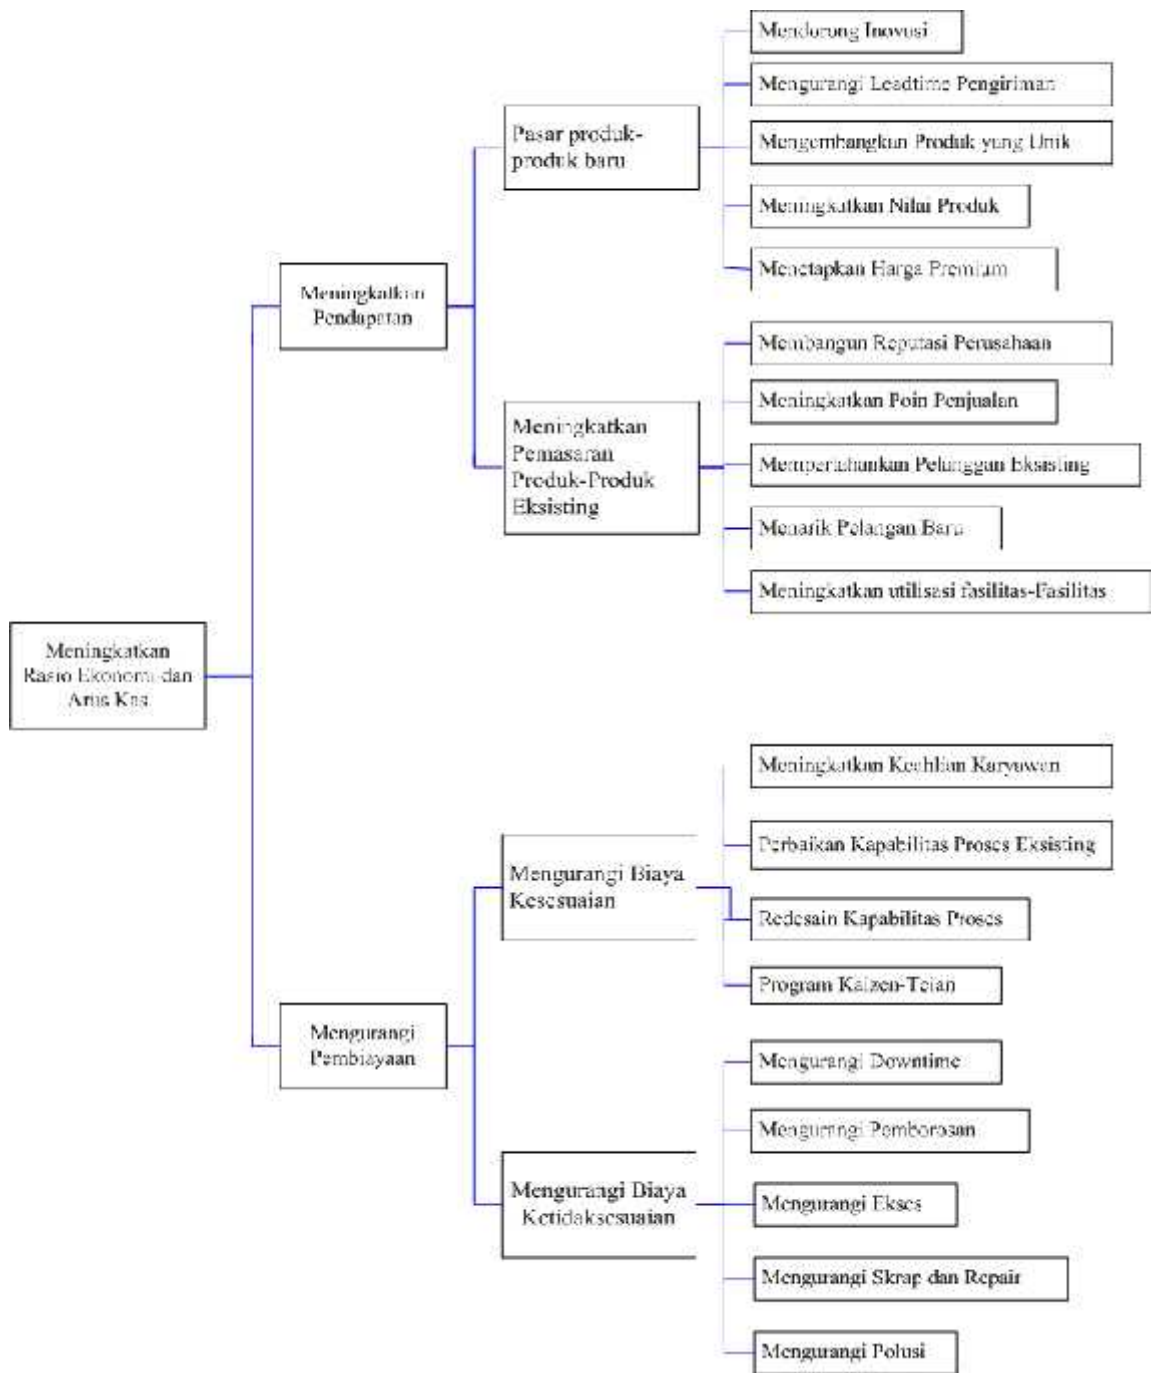 Mendorong Inovusi
Mengurangi Leadtime Pengiriman
Pasar produk-
produk baru
Mengembangkan Produk yang Unik
Meningkatkan Nilai Produk
Menetapkan Harga Premium
Meningkatkan
Pendapatan
Membangun Reputasi Perusahaan
Meningkatkan Poin Penjualan
Meningkatkan
Pemasaran
Produk-Produk
Eksisting
Mempertahankan Pelanggan Eksisting
Menarik Pelangan Baru
Meningkatkan utilisasi fasilitas-Fasilitas
Meningkatkan
Rasio Ekonomi dan
Arus Kas
Meningkatkan Keahlian Karyawan
Perbaikan Kapabilitas Proses Eksisting
Mengurangi Biaya
Kesesuaian
Redesain Kapabilitas Proses
Program Kaizen-Teian
Mengurangi
Pembiayaan
Mengurangi Downtime
Mengurangi Pemborosan
Mengurangi Biaya
Ketidaksesuaian
Mengurangi Ekses
Mengurangi Skrap dan Repair
Mengurangi Polusi